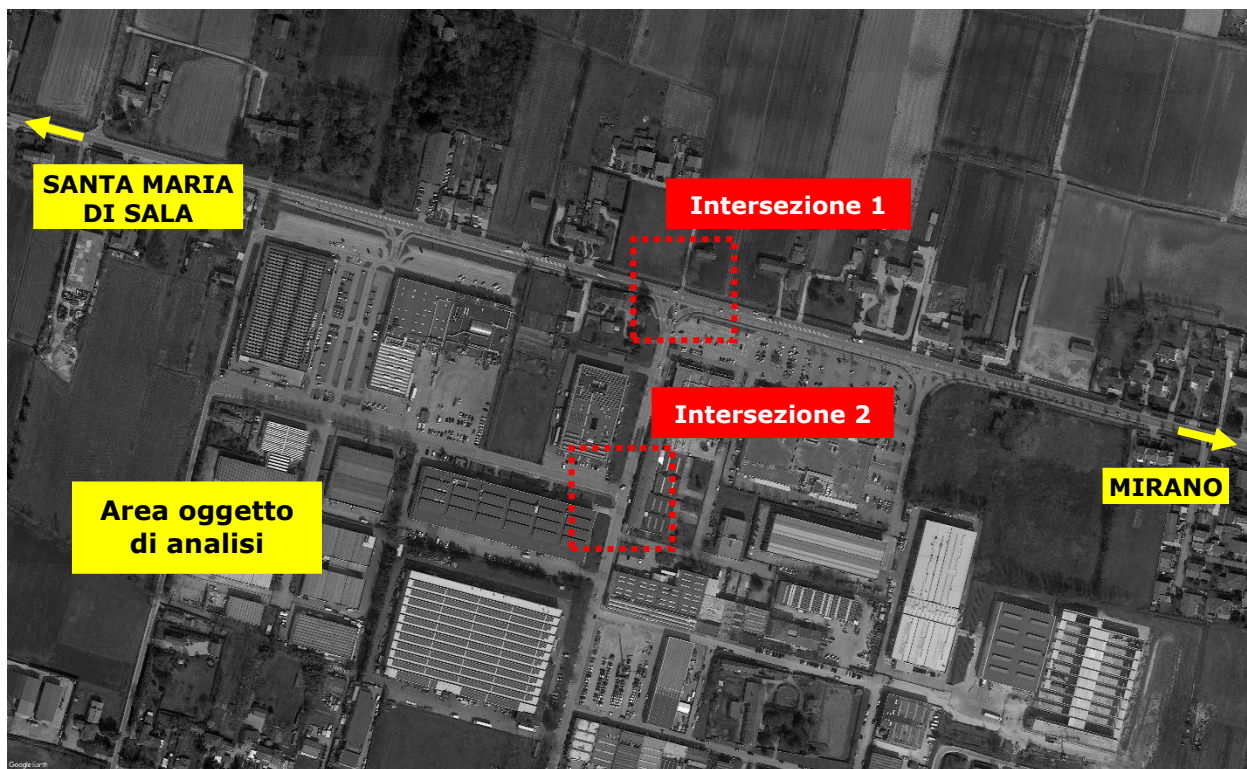 SANTA MARIA
DI SALA
Intersezione 1
Intersezione 2
MIRANO
Area oggetto
di analisi
Google Earth